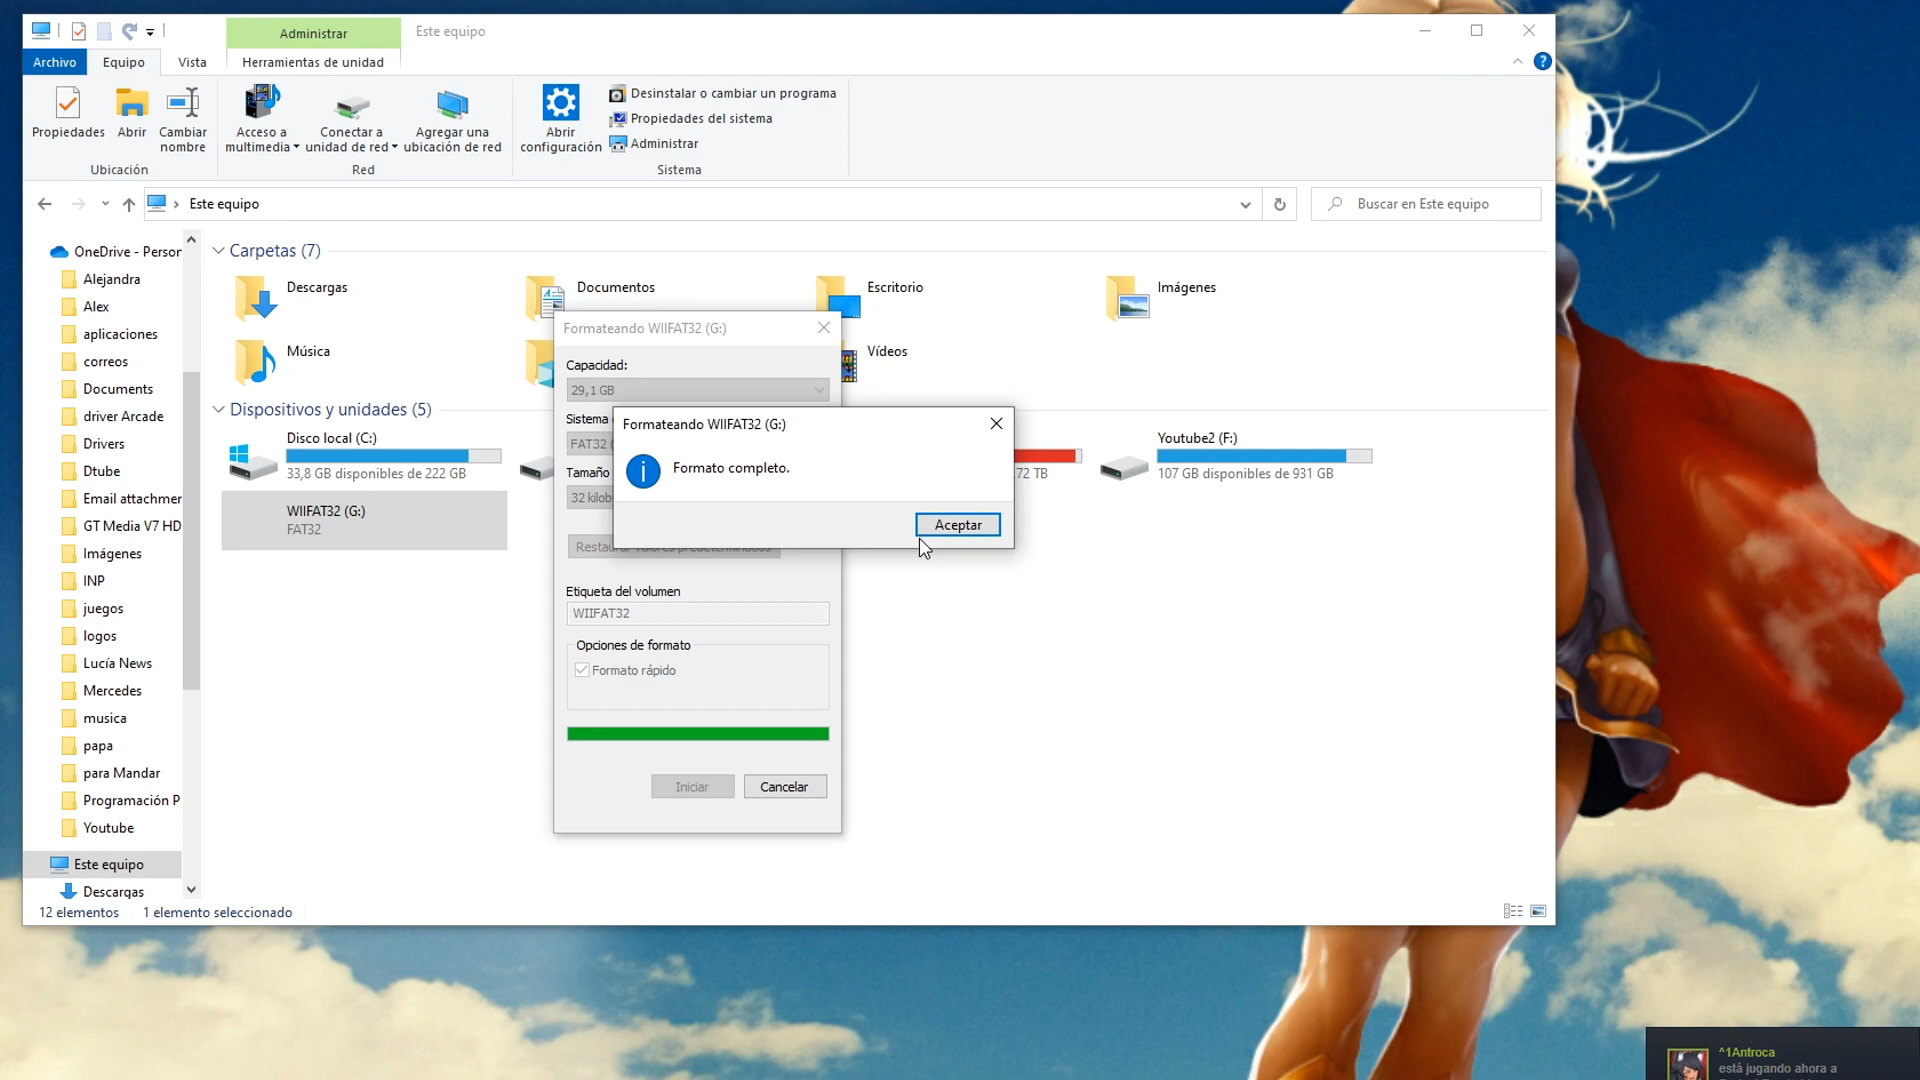 Administrar
Este equipo
Archivo
Equipo
Vista
Herramientas de unidad
Propiedades
Abrir
Cambiar
nombre
Ubicación
Acceso a
multimedia
Conectar a
unidad de red
Agregar una
ubicación de red
Red
Abrir
configuración
Desinstalar o cambiar un programa
Propiedades del sistema
Administrar
Sistema
Este equipo
Buscar en Este equipo
OneDrive - Person
Alejandra
Alex
aplicaciones
correos
Documents
driver Arcade
Drivers
Dtube
Email attachmer
GT Media V7 HD
Imágenes
INP
juegos
logos
Lucía News
Mercedes
musica
papa
para Mandar
Programación P
Youtube
Este equipo
Descargas
Carpetas (7)
Descargas
Documentos
Escritorio
Imágenes
Música
Vídeos
Dispositivos y unidades (5)
Disco local (C:)
33,8 GB disponibles de 222 GB
72 TB
Youtube2 (F:)
107 GB disponibles de 931 GB
WIIFAT32 (G:)
FAT32
Formateando WIIFAT32 (G:)
Capacidad:
29,1 GB
Sistema
FAT32 (
Tamaño
32 kilob
Formateando WIIFAT32 (G:)
Formato completo.
Aceptar
Restaurar valores predeterminados
Etiqueta del volumen
WIIFAT32
Opciones de formato
Formato rápido
Iniciar
Cancelar
12 elementos
1 elemento seleccionado
^1Antroca
está jugando ahora a